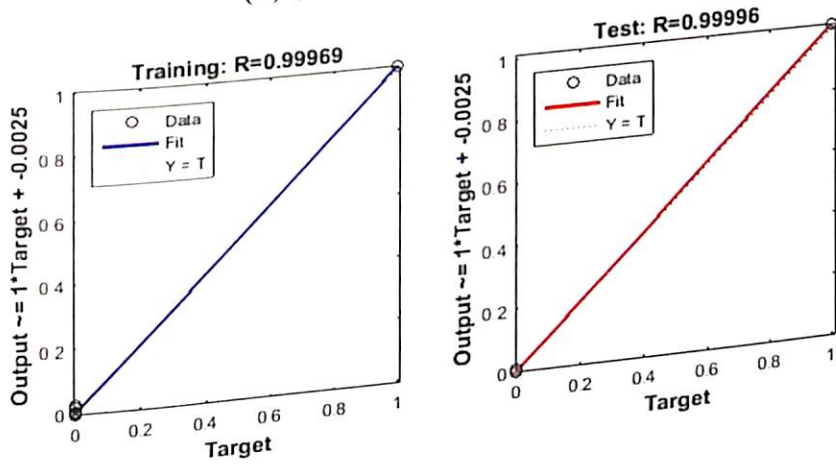 Training: R=0.99969
Output ~= 1*Target + -0.0025
1
0.8
0.6
0.4
0.2
0
Data
Fit
Y = T
0
0.2
0.4
0.6
0.8
1
Target
Test: R=0.99996
Output ~= 1*Target + -0.0025
1
0.8
0.6
0.4
0.2
0
Data
Fit
Y = T
0
0.2
0.4
0.6
0.8
1
Target